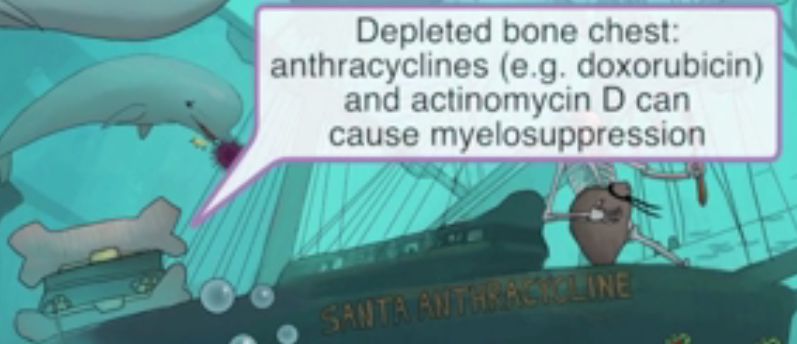 Depleted bone chest:
anthracyclines (e.g. doxorubicin)
and actinomycin D can
cause myelosuppression
SANTA ANTHRACYCLINE